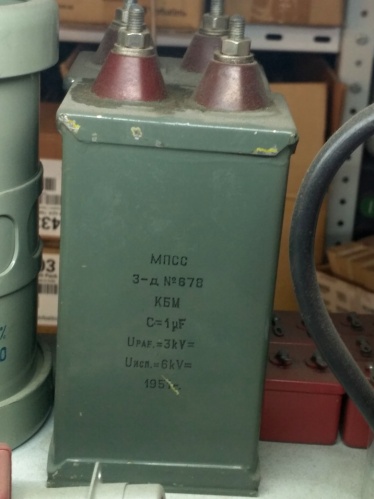 МПСС
З-д №678
КБМ
C=1µF
Uраб.=3kV=
Uисп.=6kV=